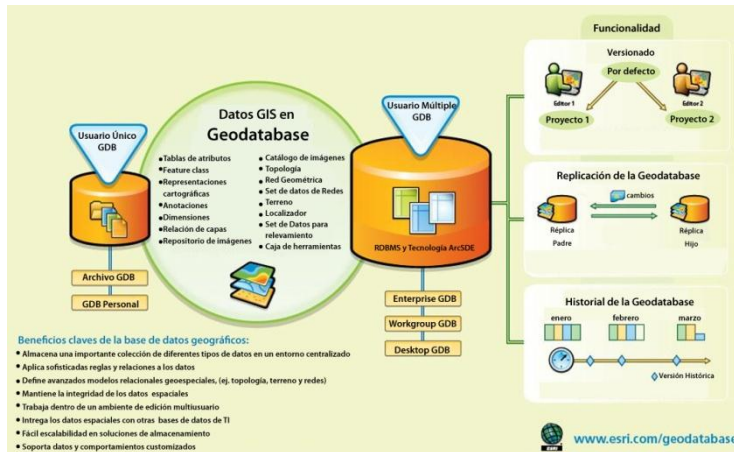 Usuario Único
GDB
Archivo GDB
GDB Personal
Datos GIS en
Geodatabase
•Tablas de atributos
•Feature class
•Representaciones
cartográficas
•Anotaciones
•Dimensiones
•Relación de capas
•Repositorio de imágenes
• Catálogo de imágenes
• Topología
• Red Geométrica
• Set de datos de Redes
• Terreno
• Localizador
• Set de Datos para
relevamiento
• Caja de herramientas
Usuario Múltiple
GDB
RDBMS y Tecnología ArcSDE
Enterprise GDB
Workgroup GDB
Desktop GDB
Funcionalidad
Versionado
Por defecto
Editor 1
Editor 2
Proyecto 1
Proyecto 2
Replicación de la Geodatabase
cambios
Réplica
Padre
Réplica
Hijo
Historial de la Geodatabase
enero
febrero
marzo
Versión Histórica
Beneficios claves de la base de datos geográficos:
• Almacena una importante colección de diferentes tipos de datos en un entorno centralizado
• Aplica sofisticadas reglas y relaciones a los datos
• Define avanzados modelos relacionales geoespeciales, (ej. topología, terreno y redes)
• Mantiene la integridad de los datos espaciales
• Trabaja dentro de un ambiente de edición multiusuario
• Intrega los datos espaciales con otras bases de datos de TI
• Fácil escalabilidad en soluciones de almacenamiento
• Soporta datos y comportamientos customizados
ESRI
www.esri.com/geodatabase